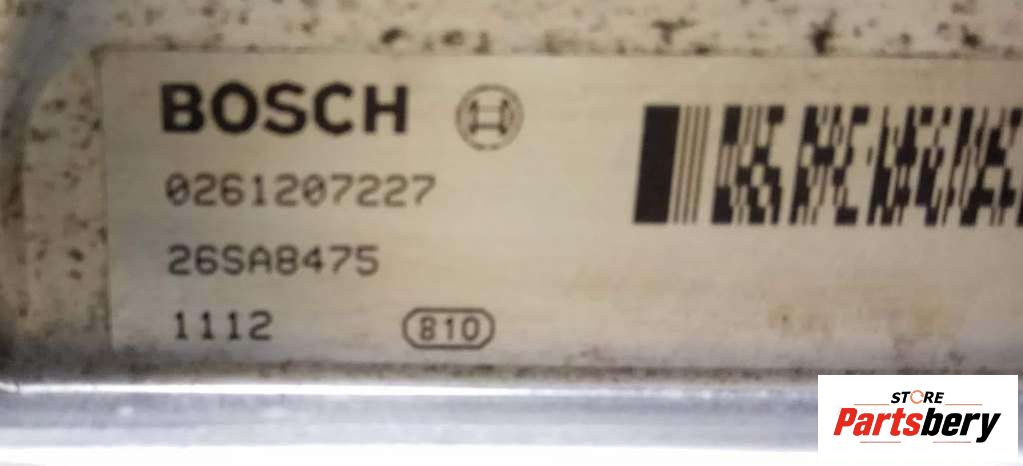 BOSCH
0261207227
26SA8475
1112 810
STORE
Partsbery